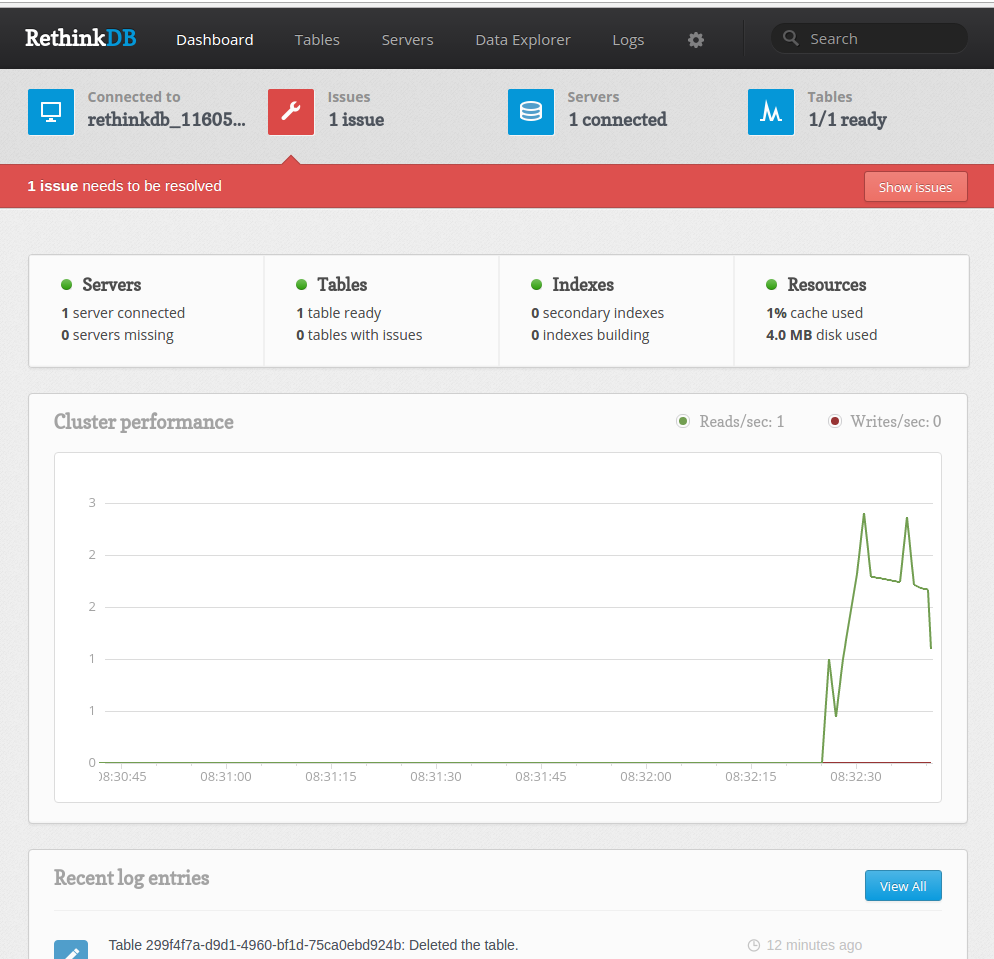 RethinkDB Dashboard Tables Servers Data Explorer Logs Search
Connected to Issues Servers Tables
rethinkdb_11605... 1 issue 1 connected 1/1 ready
1 issue needs to be resolved Show issues
Servers Tables Indexes Resources
1 server connected 1 table ready 0 secondary indexes 1% cache used
0 servers missing 0 tables with issues 0 indexes building 4.0 MB disk used
Cluster performance Reads/sec: 1 Writes/sec: 0
3
2
2
1
1
0
08:30:45 08:31:00 08:31:15 08:31:30 08:31:45 08:32:00 08:32:15 08:32:30
Recent log entries View All
Table 299f4f7a-d9d1-4960-bf1d-75ca0ebd924b: Deleted the table. 12 minutes ago